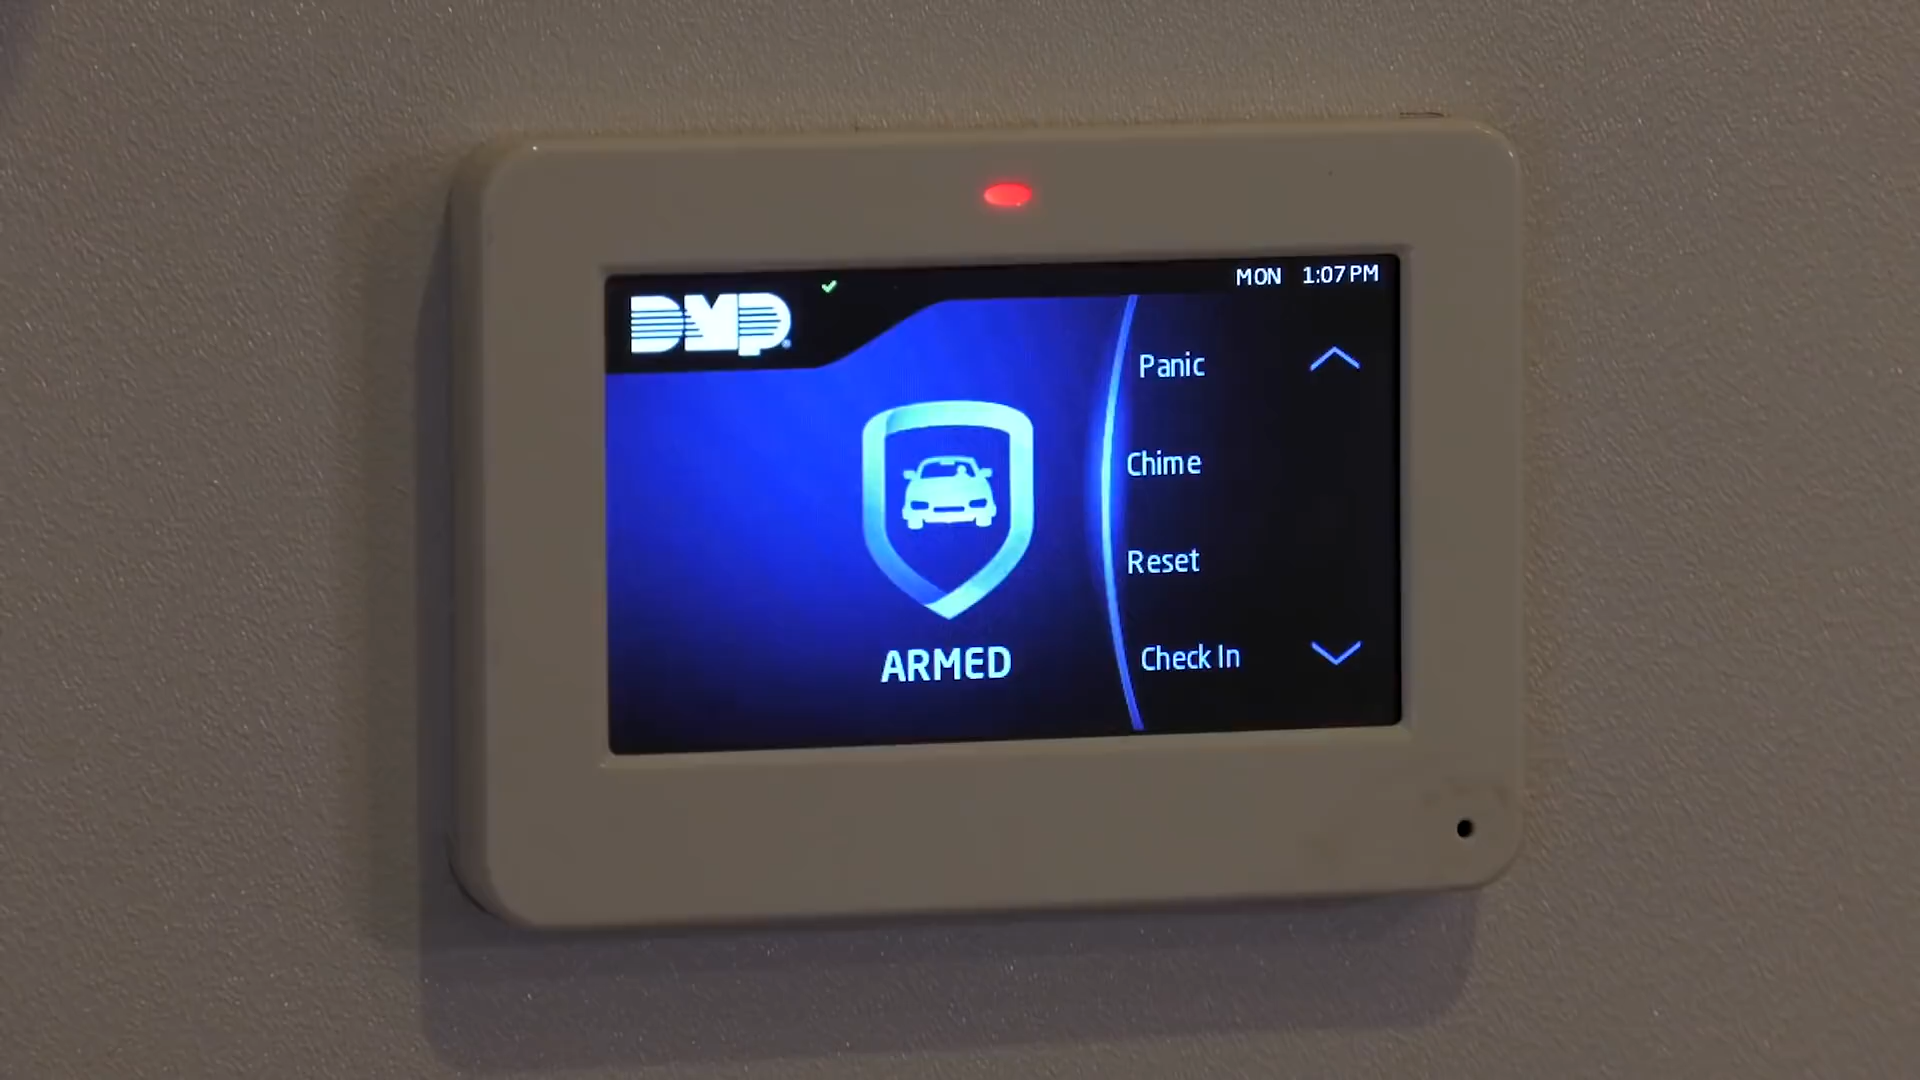 DMP
MON 1:07 PM
Panic
Chime
Reset
Check In
ARMED